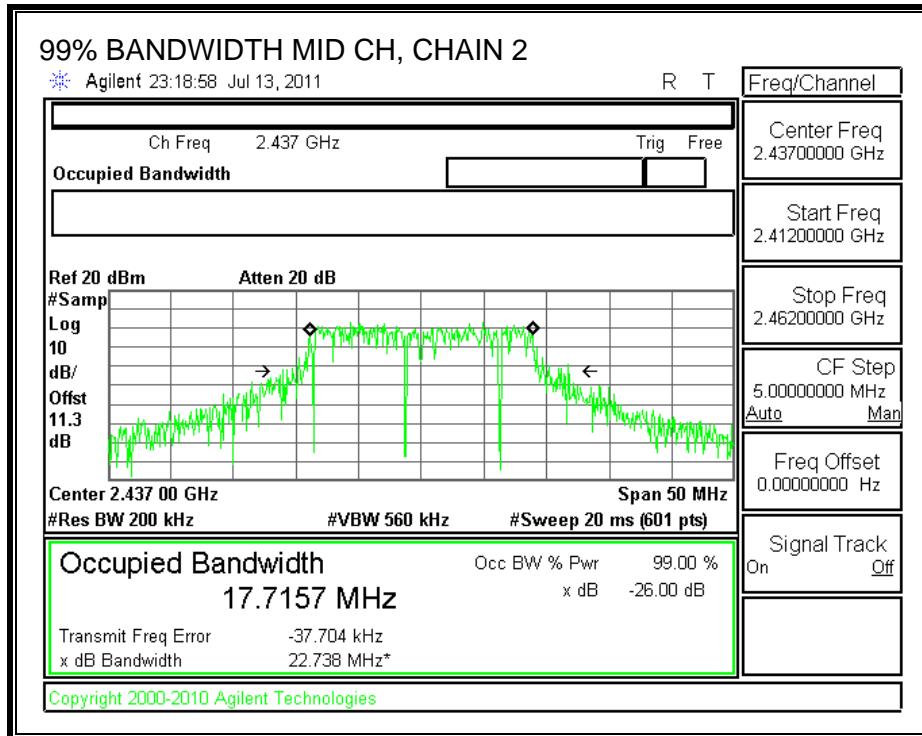 99% BANDWIDTH MID CH, CHAIN 2
Agilent 23:18:58 Jul 13, 2011 R T
Freq/Channel
Ch Freq 2.437 GHz Trig Free
Occupied Bandwidth
Center Freq
2.43700000 GHz
Start Freq
2.41200000 GHz
Stop Freq
2.46200000 GHz
CF Step
5.00000000 MHz
Auto Man
Freq Offset
0.00000000 Hz
Signal Track
On Off
Ref 20 dBm Atten 20 dB
#Samp
Log
10
dB/
Offst
11.3
dB
Center 2.437 00 GHz Span 50 MHz
#Res BW 200 kHz #VBW 560 kHz #Sweep 20 ms (601 pts)
Occupied Bandwidth Occ BW % Pwr 99.00 %
17.7157 MHz x dB -26.00 dB
Transmit Freq Error -37.704 kHz
x dB Bandwidth 22.738 MHz*
Copyright 2000-2010 Agilent Technologies